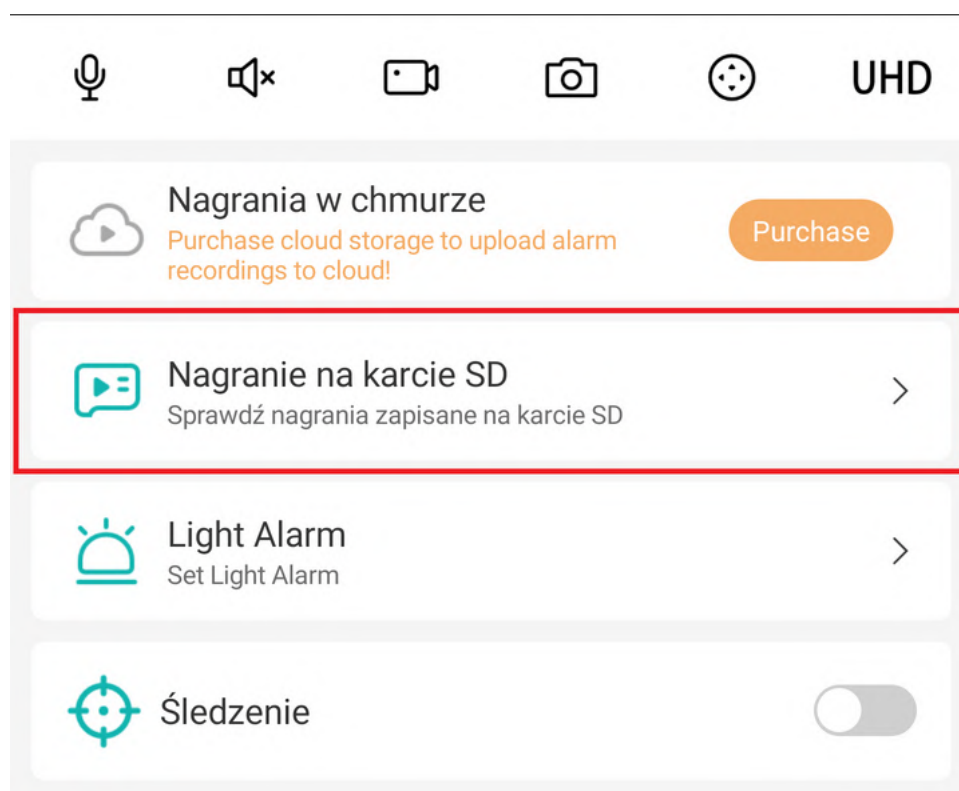 UHD
Nagrania w chmurze
Purchase cloud storage to upload alarm
recordings to cloud!
Purchase
Nagranie na karcie SD
Sprawdź nagrania zapisane na karcie SD
Light Alarm
Set Light Alarm
Śledzenie